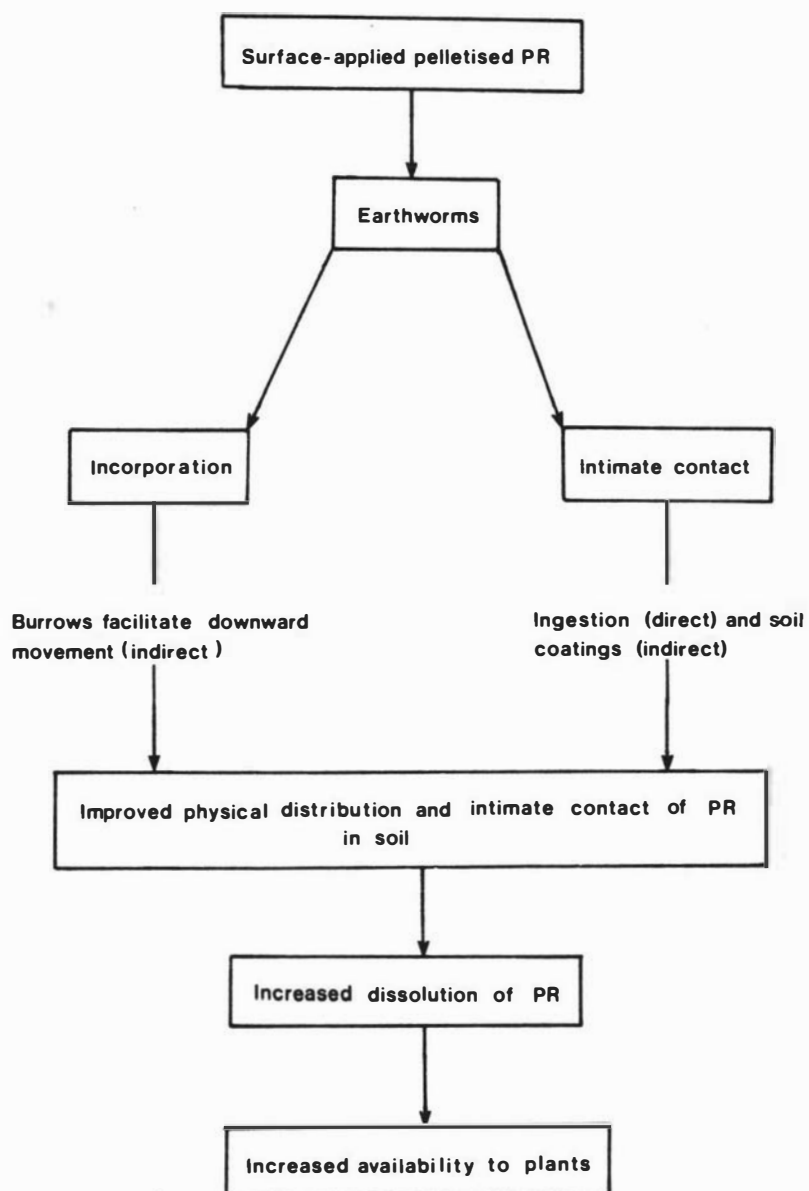 Surface-applied pelletised PR
Earthworms
Incorporation
Intimate contact
Burrows facilitate downward
movement (indirect)
Ingestion (direct) and soil
coatings (indirect)
Improved physical distribution and intimate contact of PR
in soil
Increased dissolution of PR
Increased availability to plants